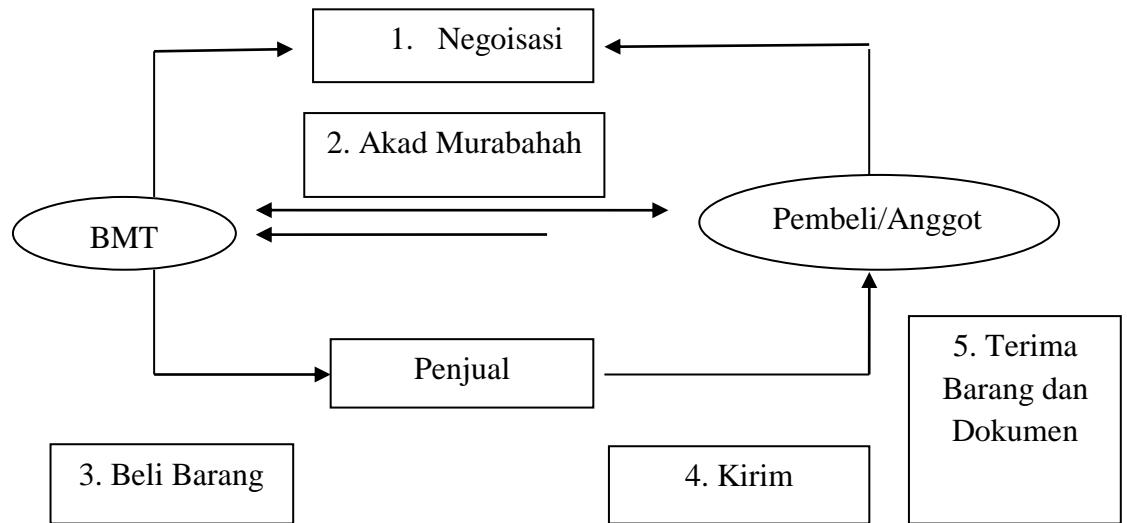 1. Negoisasi
2. Akad Murabahah
BMT
Pembeli/Anggot
Penjual
5. Terima
Barang dan
Dokumen
3. Beli Barang
4. Kirim